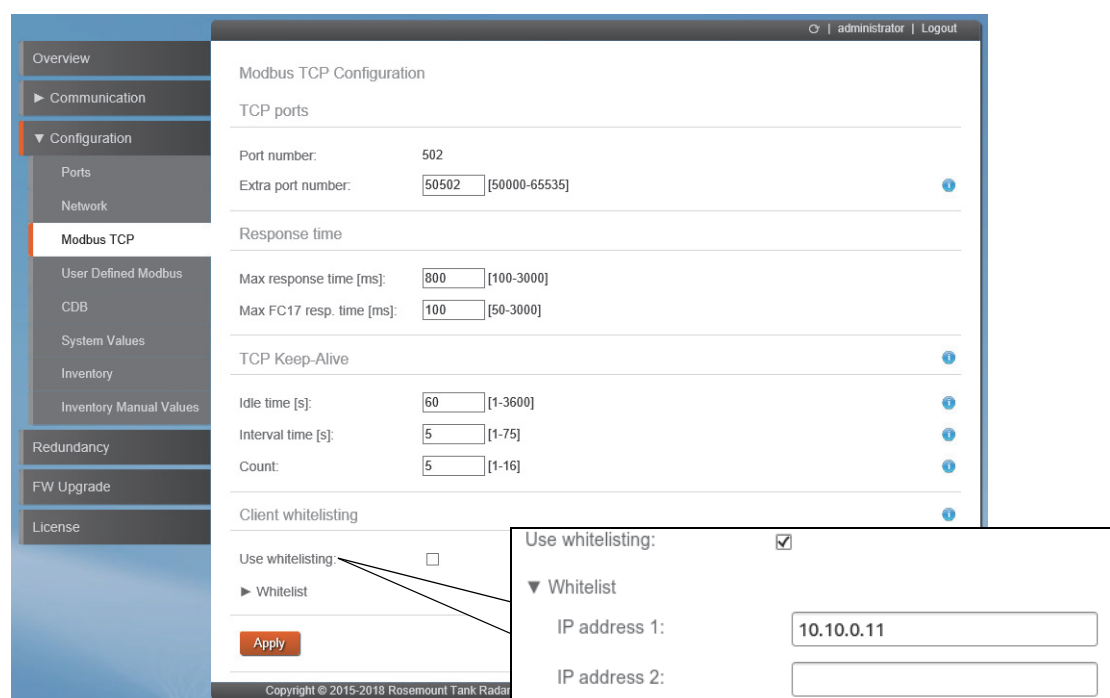 | administrator | Logout
Overview
▶ Communication
▼ Configuration
Ports
Network
Modbus TCP
User Defined Modbus
CDB
System Values
Inventory
Inventory Manual Values
Redundancy
FW Upgrade
License
Modbus TCP Configuration
TCP ports
Port number: 502
Extra port number: 50502 [50000-65535]
Response time
Max response time [ms]: 800 [100-3000]
Max FC17 resp. time [ms]: 100 [50-3000]
TCP Keep-Alive
Idle time [s]: 60 [1-3600]
Interval time [s]: 5 [1-75]
Count: 5 [1-16]
Client whitelisting
Use whitelisting:
▶ Whitelist
Apply
Copyright © 2015-2018 Rosemount Tank Radar
Use whitelisting:
▼ Whitelist
IP address 1: 10.10.0.11
IP address 2: